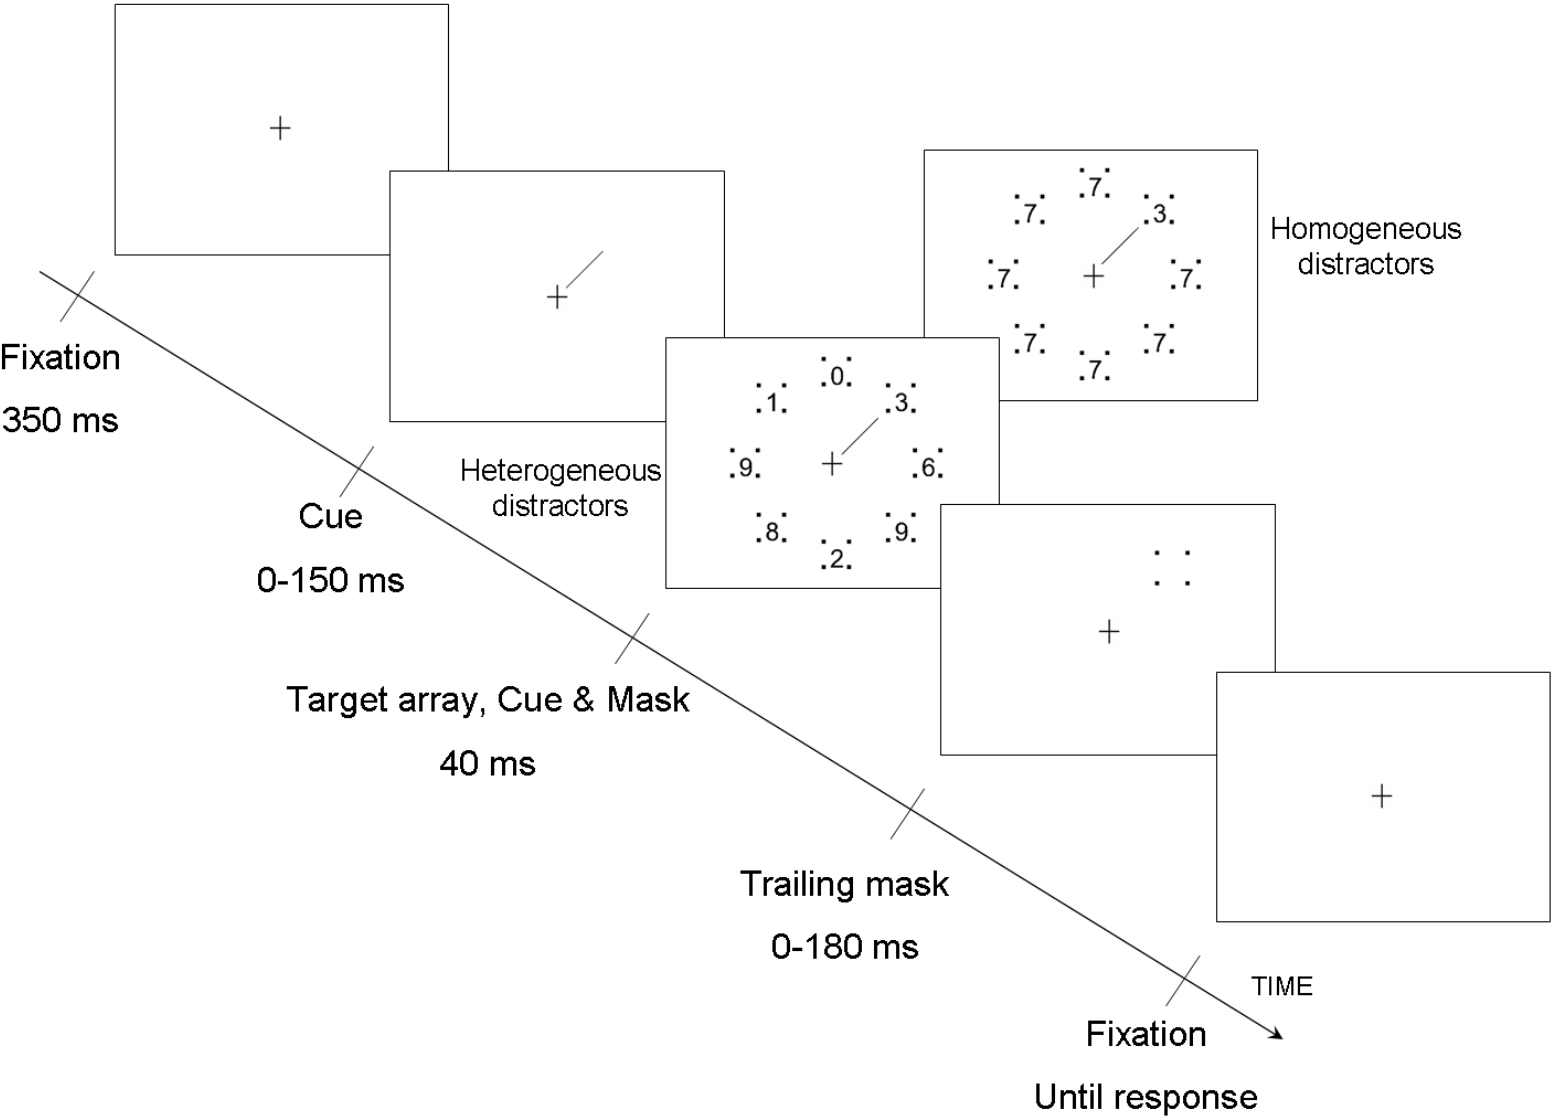 7
7 3
7 7
7 7
7
Homogeneous
distractors
Fixation
350 ms
0
1 3
9 6
8 9
2
Heterogeneous
distractors
Cue
0-150 ms
Target array, Cue & Mask
40 ms
Trailing mask
0-180 ms
TIME
Fixation
Until response